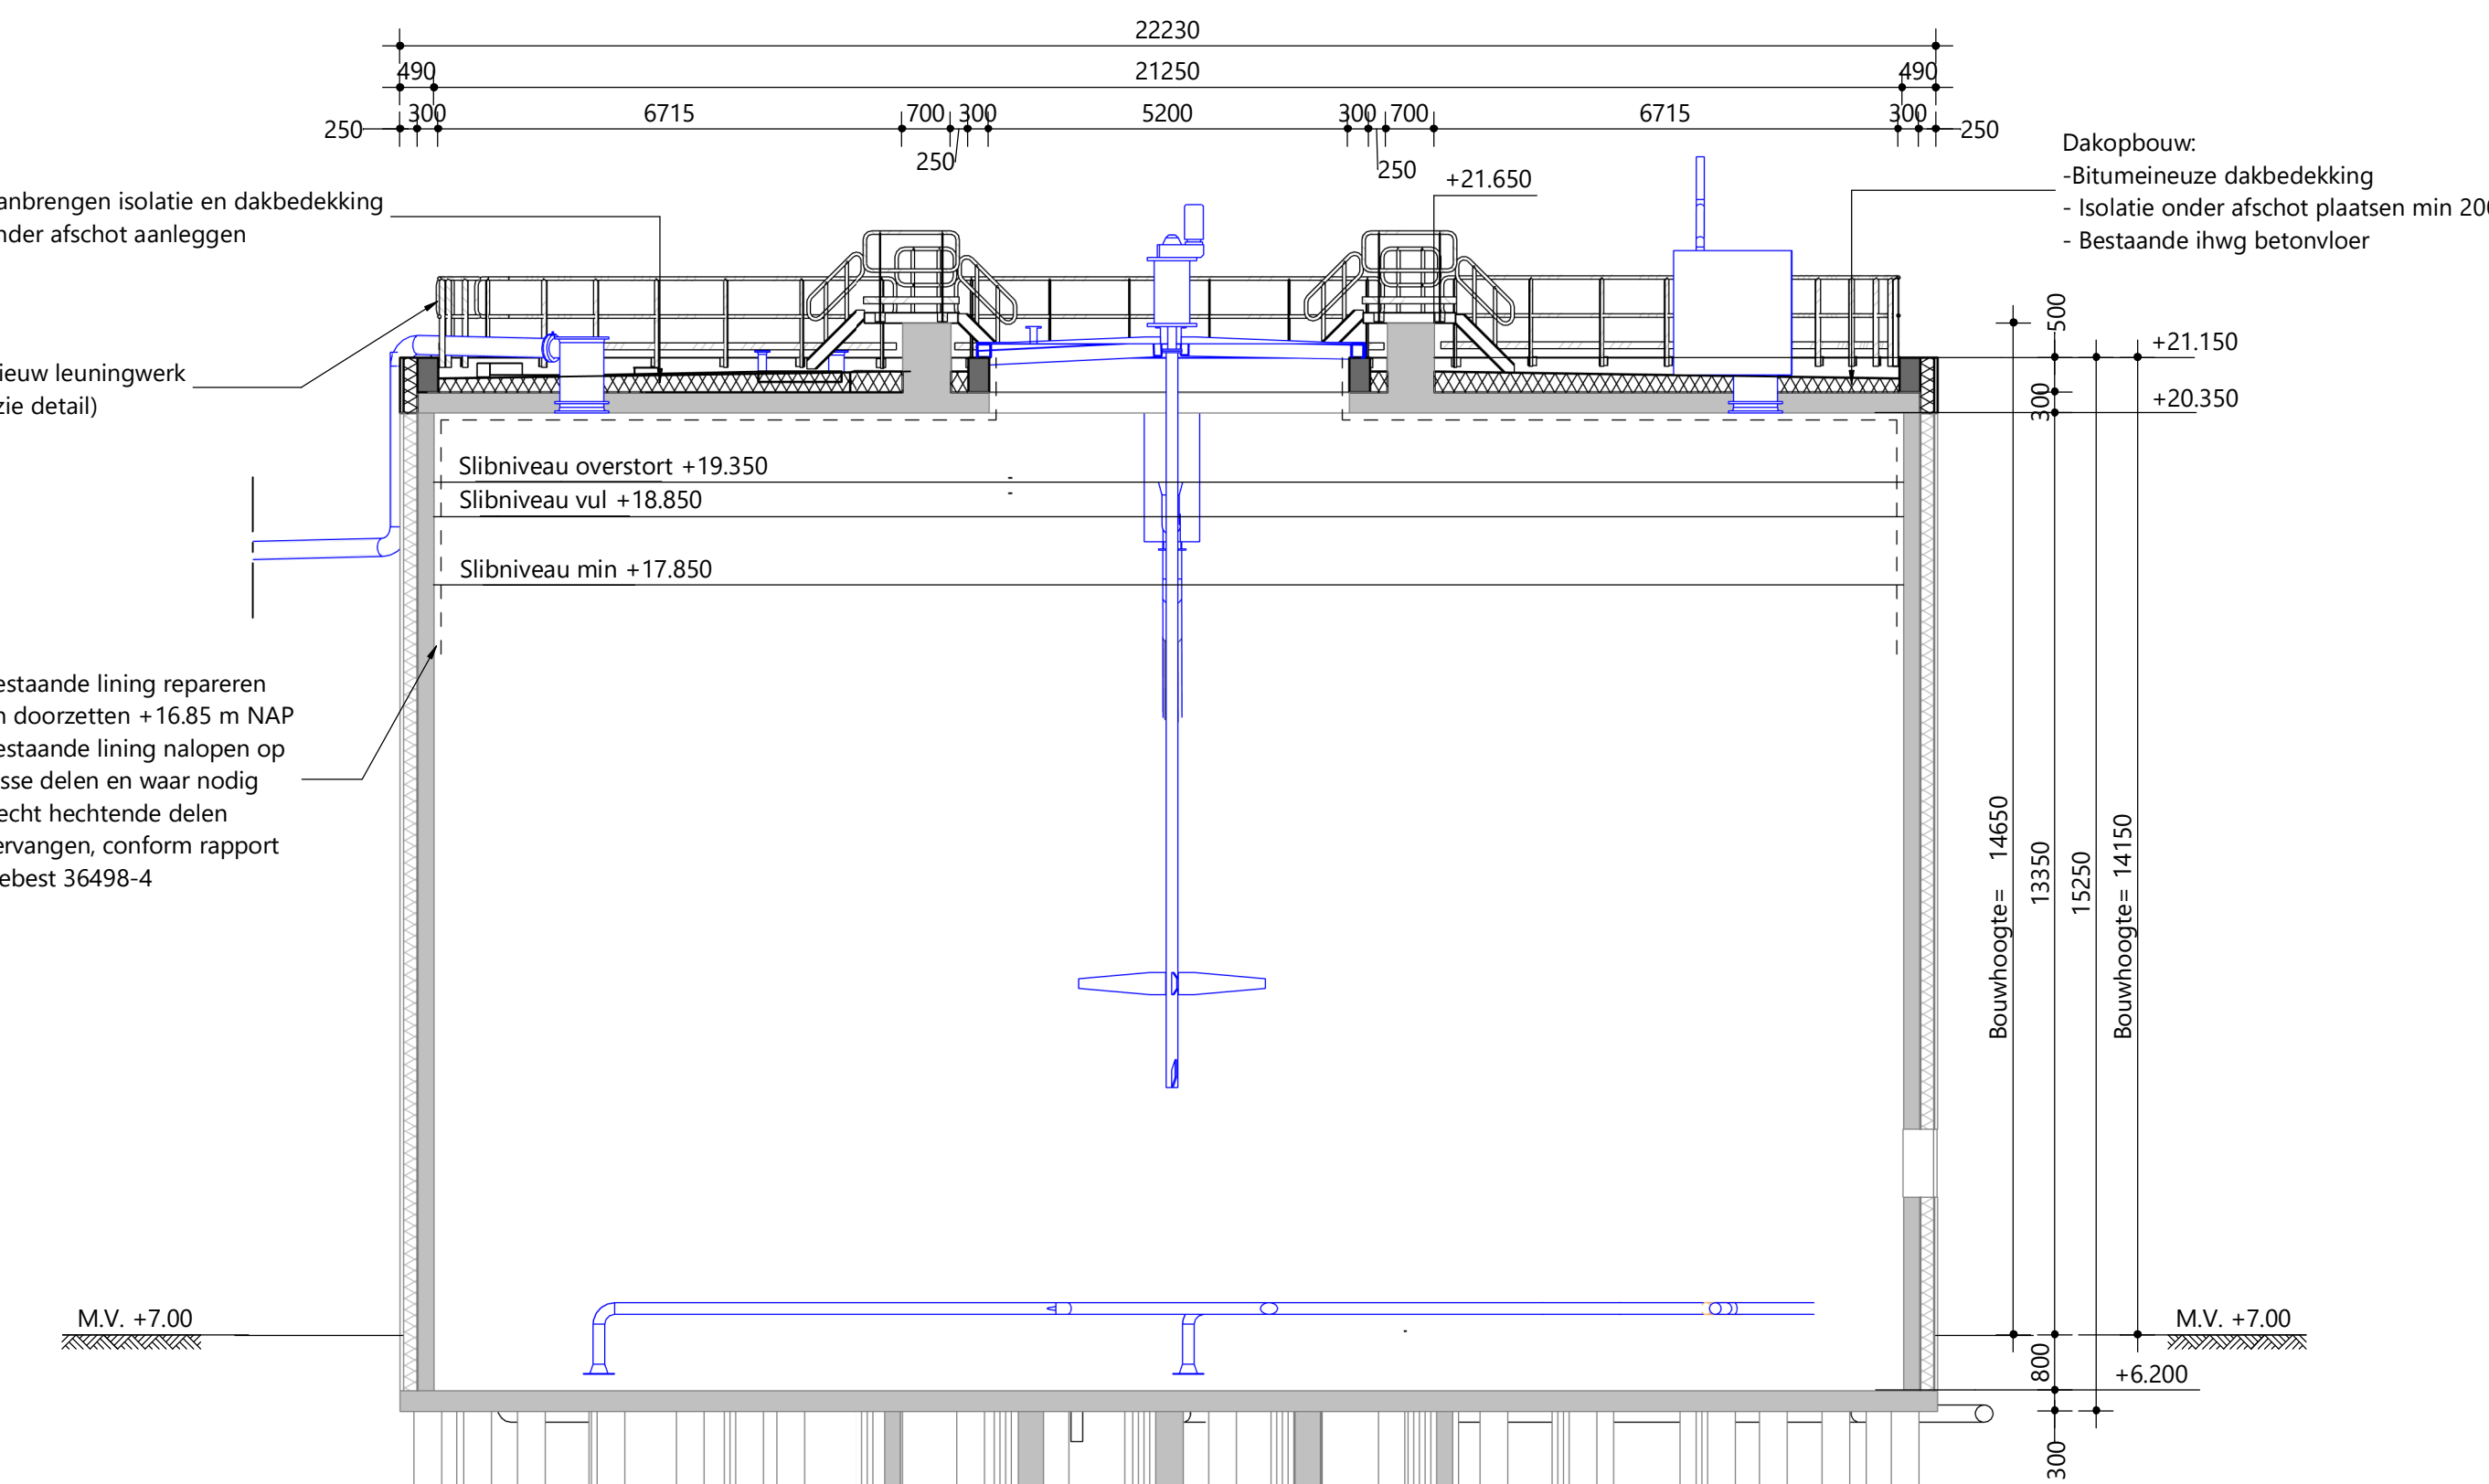 22230
490
21250
490
300
6715
700
300
5200
300
700
6715
300
250
250
250
250
Dakopbouw:
-Bitumeineuze dakbedekking
- Isolatie onder afschot plaatsen min 200
- Bestaande ihwg betonvloer
+21.650
anbrengen isolatie en dakbedekking
nder afschot aanleggen
ieuw leuningwerk
zie detail)
500
+21.150
300
+20.350
Slibniveau overstort +19.350
Slibniveau vul +18.850
Slibniveau min +17.850
estaande lining repareren
n doorzetten +16.85 m NAP
estaande lining nalopen op
sse delen en waar nodig
echt hechtende delen
ervangen, conform rapport
ebest 36498-4
Bouwhoogte= 14650
13350
15250
Bouwhoogte= 14150
M.V. +7.00
M.V. +7.00
800
+6.200
300